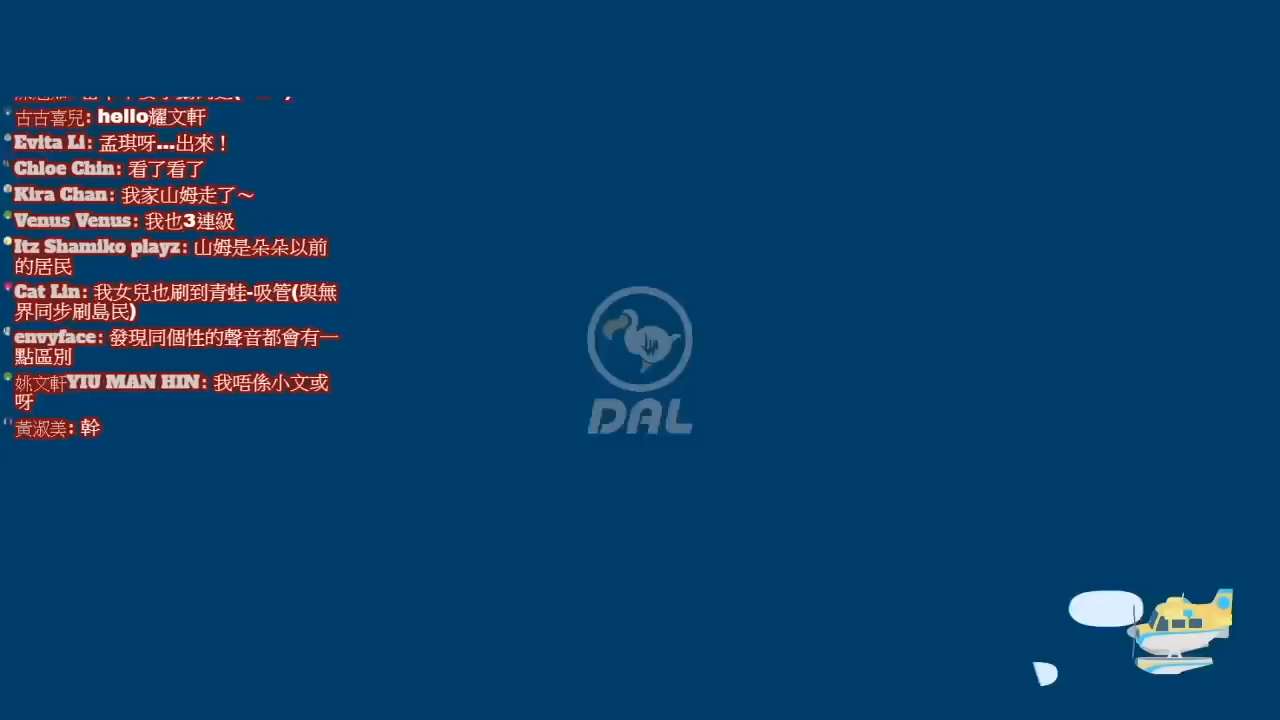 古古喜兒: hello耀文軒
Evita Li: 孟琪呀...出來！
Chloe Chin: 看了看了
Kira Chan: 我家山姆走了～
Venus Venus: 我也3連級
Itz Shamiko playz: 山姆是朵朵以前
的居民
Cat Lin: 我女兒也刷到青蛙-吸管(與無
界同步刷島民)
envyface: 發現同個性的聲音都會有一
點區別
姚文軒YIU MAN HIN: 我唔係小文或
呀
黃淑美: 幹
DAL